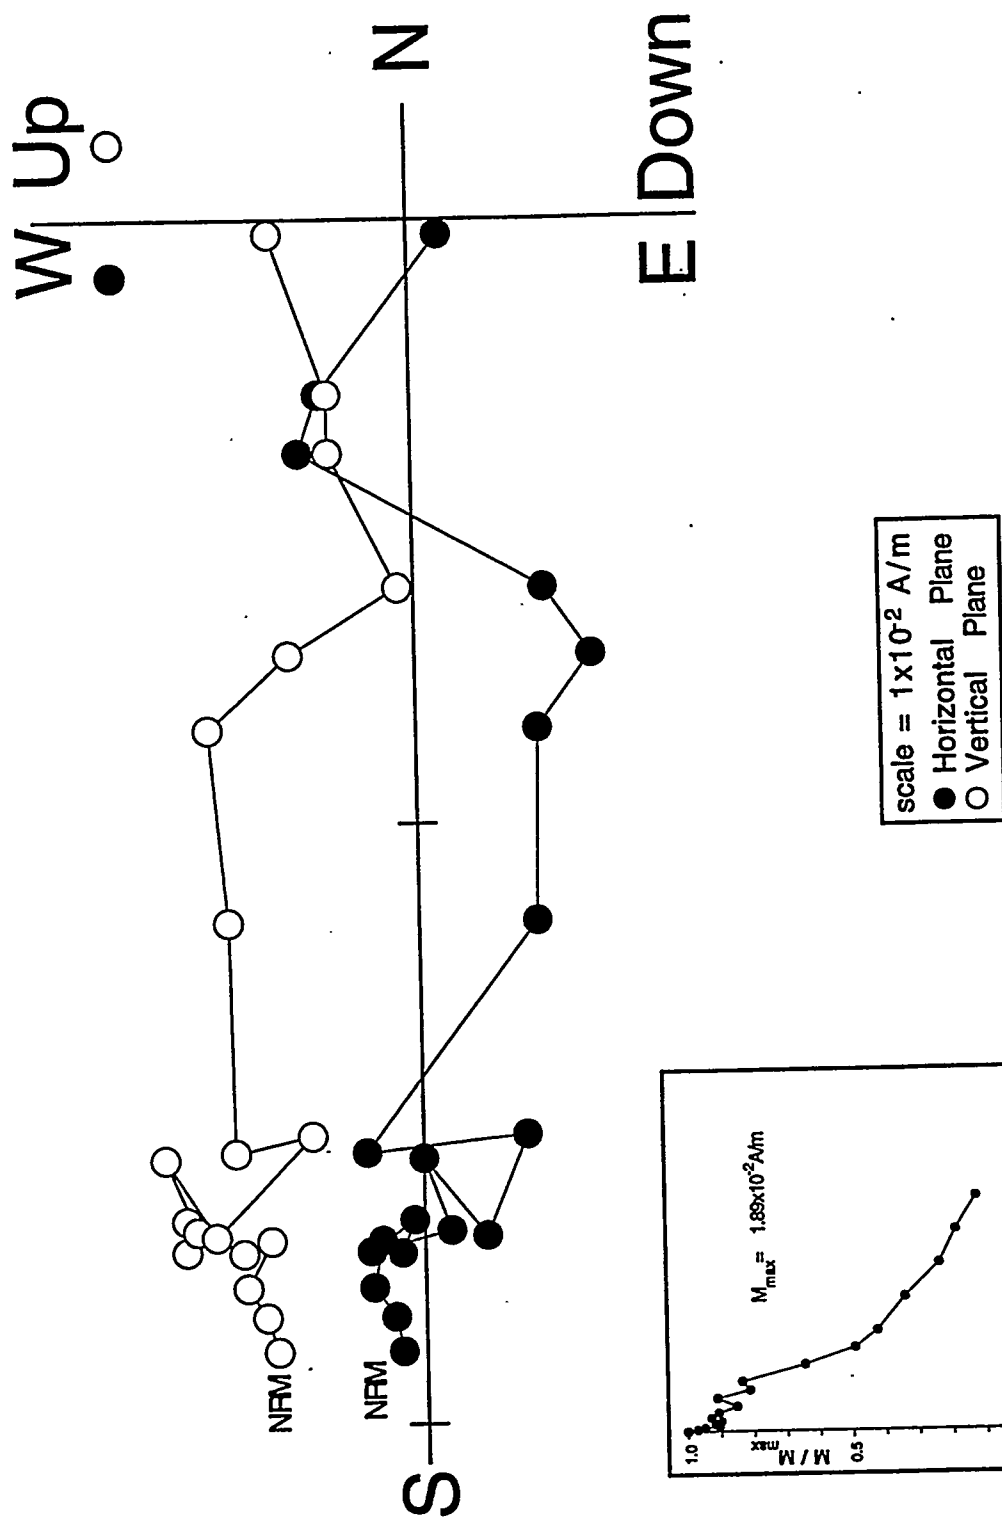 W Up
N
E Down
S
NRM
NRM
scale = 1x10⁻² A/m
● Horizontal Plane
○ Vertical Plane
M_max = 1.89x10⁻²A/m
1.0
M / M_max
0.5